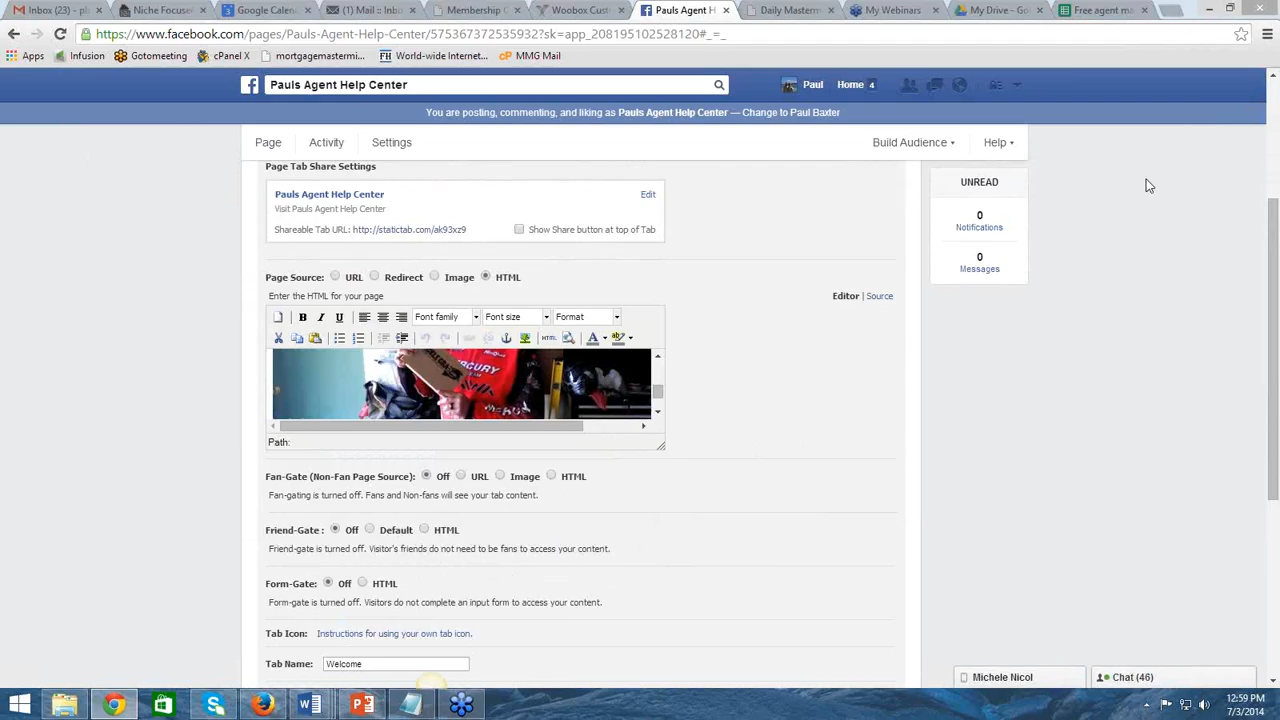 Inbox (23) – pl
Niche Focuse
Google Calen
(1) Mail :: Inbo
Membership C
Woobox Cust
Pauls Agent H
Daily Masterm
My Webinars
My Drive - Go
Free agent ma
https://www.facebook.com/pages/Pauls-Agent-Help-Center/575367372535932?sk=app_208195102528120#_=_
Apps
Infusion
Gotomeeting
cPanel X
mortgagemastermi...
World-wide Internet...
MMG Mail
Pauls Agent Help Center
Paul
Home 4
You are posting, commenting, and liking as Pauls Agent Help Center — Change to Paul Baxter
Page
Activity
Settings
Build Audience
Help
Page Tab Share Settings
Pauls Agent Help Center
Edit
Visit Pauls Agent Help Center
Shareable Tab URL: http://statictab.com/ak93xz9
Show Share button at top of Tab
UNREAD
0
Notifications
0
Messages
Page Source: URL Redirect Image HTML
Enter the HTML for your page
Editor | Source
B I U Font family Font size Format
HTML A
MERCURY
Path:
Fan-Gate (Non-Fan Page Source): Off URL Image HTML
Fan-gating is turned off. Fans and Non-fans will see your tab content.
Friend-Gate : Off Default HTML
Friend-gate is turned off. Visitor's friends do not need to be fans to access your content.
Form-Gate: Off HTML
Form-gate is turned off. Visitors do not complete an input form to access your content.
Tab Icon: Instructions for using your own tab icon.
Tab Name: Welcome
Michele Nicol
Chat (46)
12:59 PM
7/3/2014